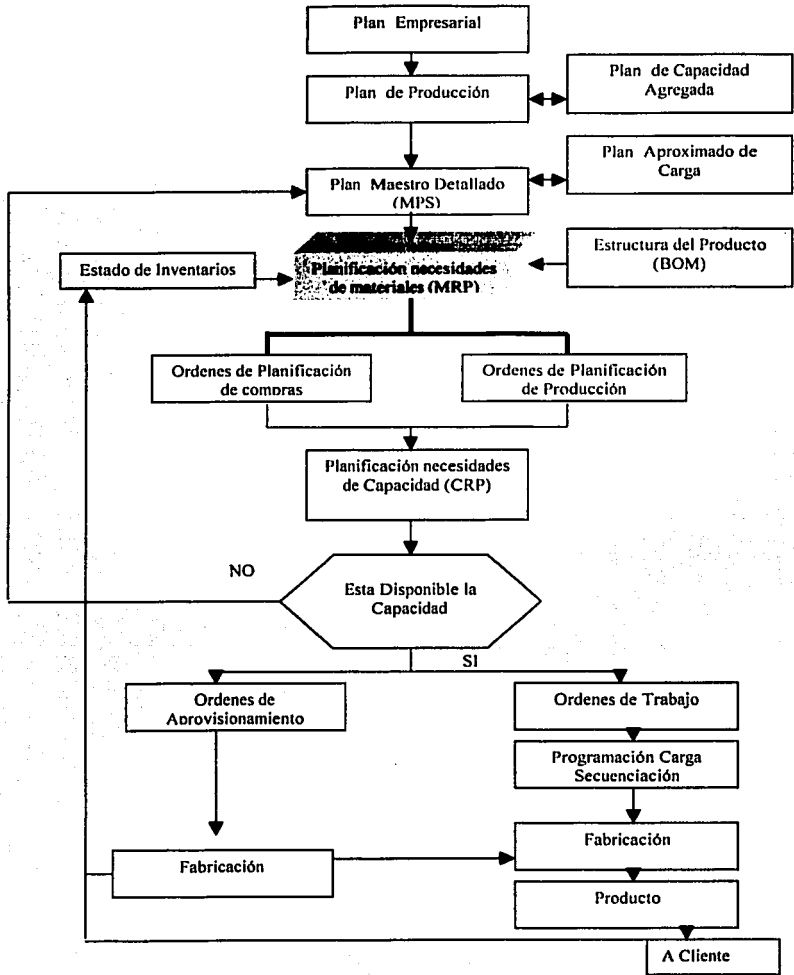 Plan Empresarial
Plan de Producción
Plan de Capacidad
Agregada
Plan Maestro Detallado
(MPS)
Plan Aproximado de
Carga
Estado de Inventarios
Planificación necesidades
de materiales (MRP)
Estructura del Producto
(BOM)
Ordenes de Planificación
de compras
Ordenes de Planificación
de Producción
Planificación necesidades
de Capacidad (CRP)
NO
Esta Disponible la
Capacidad
SI
Ordenes de
Aprovisionamiento
Ordenes de Trabajo
Programación Carga
Secuenciación
Fabricación
Fabricación
Producto
A Cliente